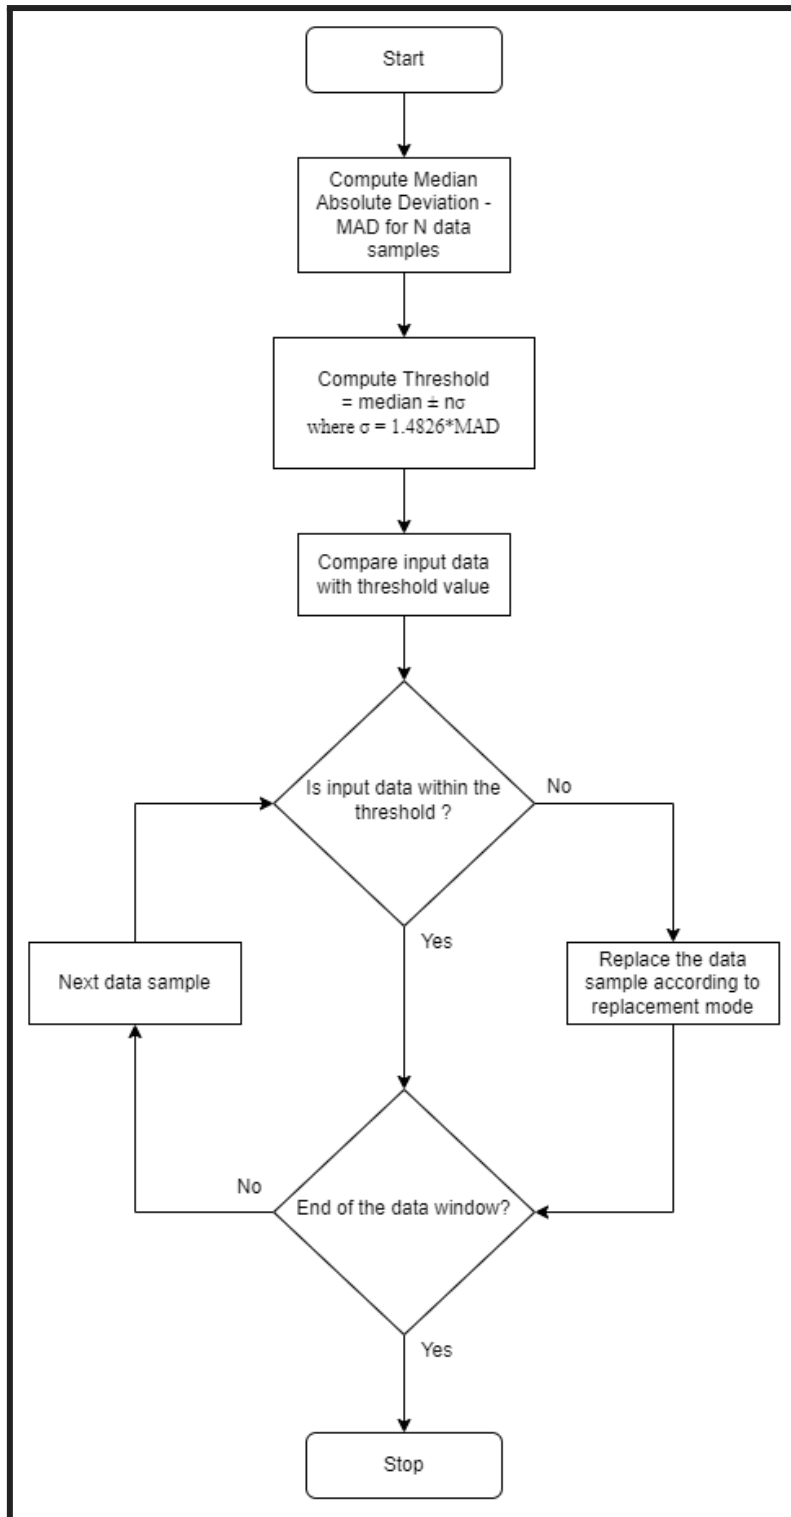 Start
Compute Median
Absolute Deviation -
MAD for N data
samples
Compute Threshold
= median ± nσ
where σ = 1.4826*MAD
Compare input data
with threshold value
Is input data within the
threshold ?
No
Yes
Next data sample
Replace the data
sample according to
replacement mode
No
End of the data window?
Yes
Stop